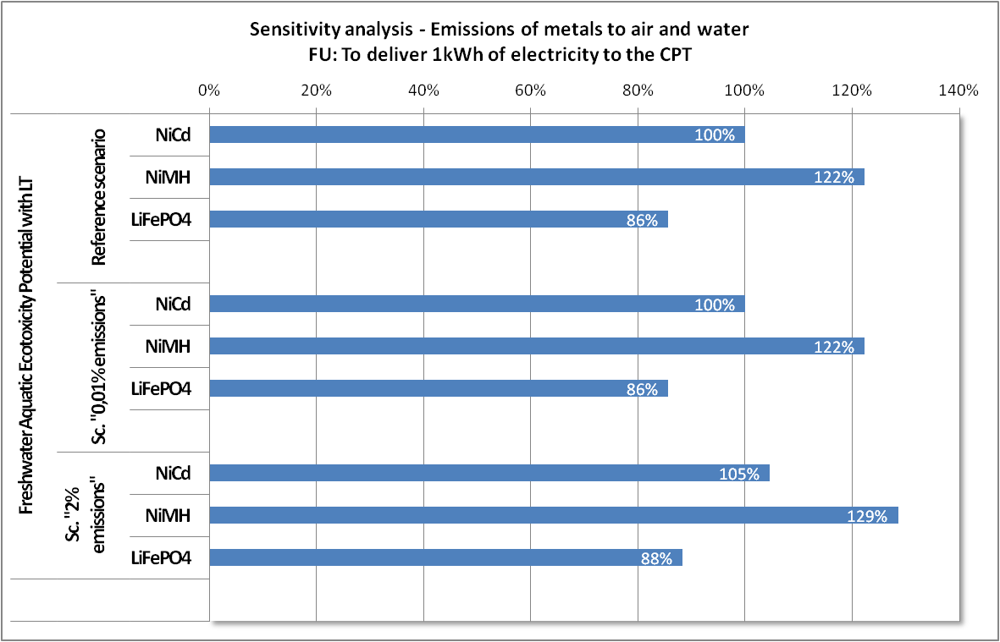 Sensitivity analysis - Emissions of metals to air and water
FU: To deliver 1kWh of electricity to the CPT
0% 20% 40% 60% 80% 100% 120% 140%
Freshwater Aquatic Ecotoxicity Potential with LT
Reference scenario
NiCd 100%
NiMH 122%
LiFePO4 86%
Sc. "0,01% emissions"
NiCd 100%
NiMH 122%
LiFePO4 86%
Sc. "2%
emissions"
NiCd 105%
NiMH 129%
LiFePO4 88%